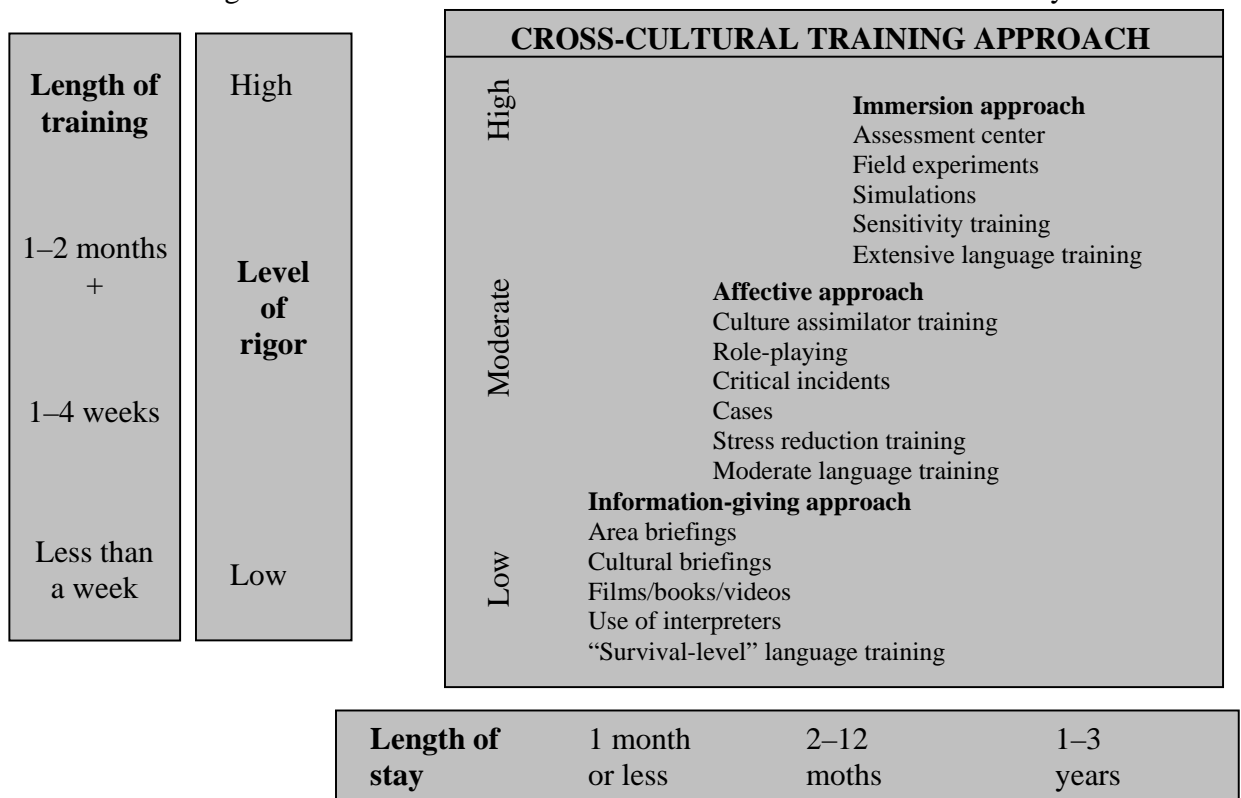 CROSS-CULTURAL TRAINING APPROACH
Length of
training
1–2 months
+
1–4 weeks
Less than
a week
High
Level
of
rigor
Low
High
Immersion approach
Assessment center
Field experiments
Simulations
Sensitivity training
Extensive language training
Moderate
Affective approach
Culture assimilator training
Role-playing
Critical incidents
Cases
Stress reduction training
Moderate language training
Low
Information-giving approach
Area briefings
Cultural briefings
Films/books/videos
Use of interpreters
“Survival-level” language training
Length of
stay
1 month
or less
2–12
moths
1–3
years